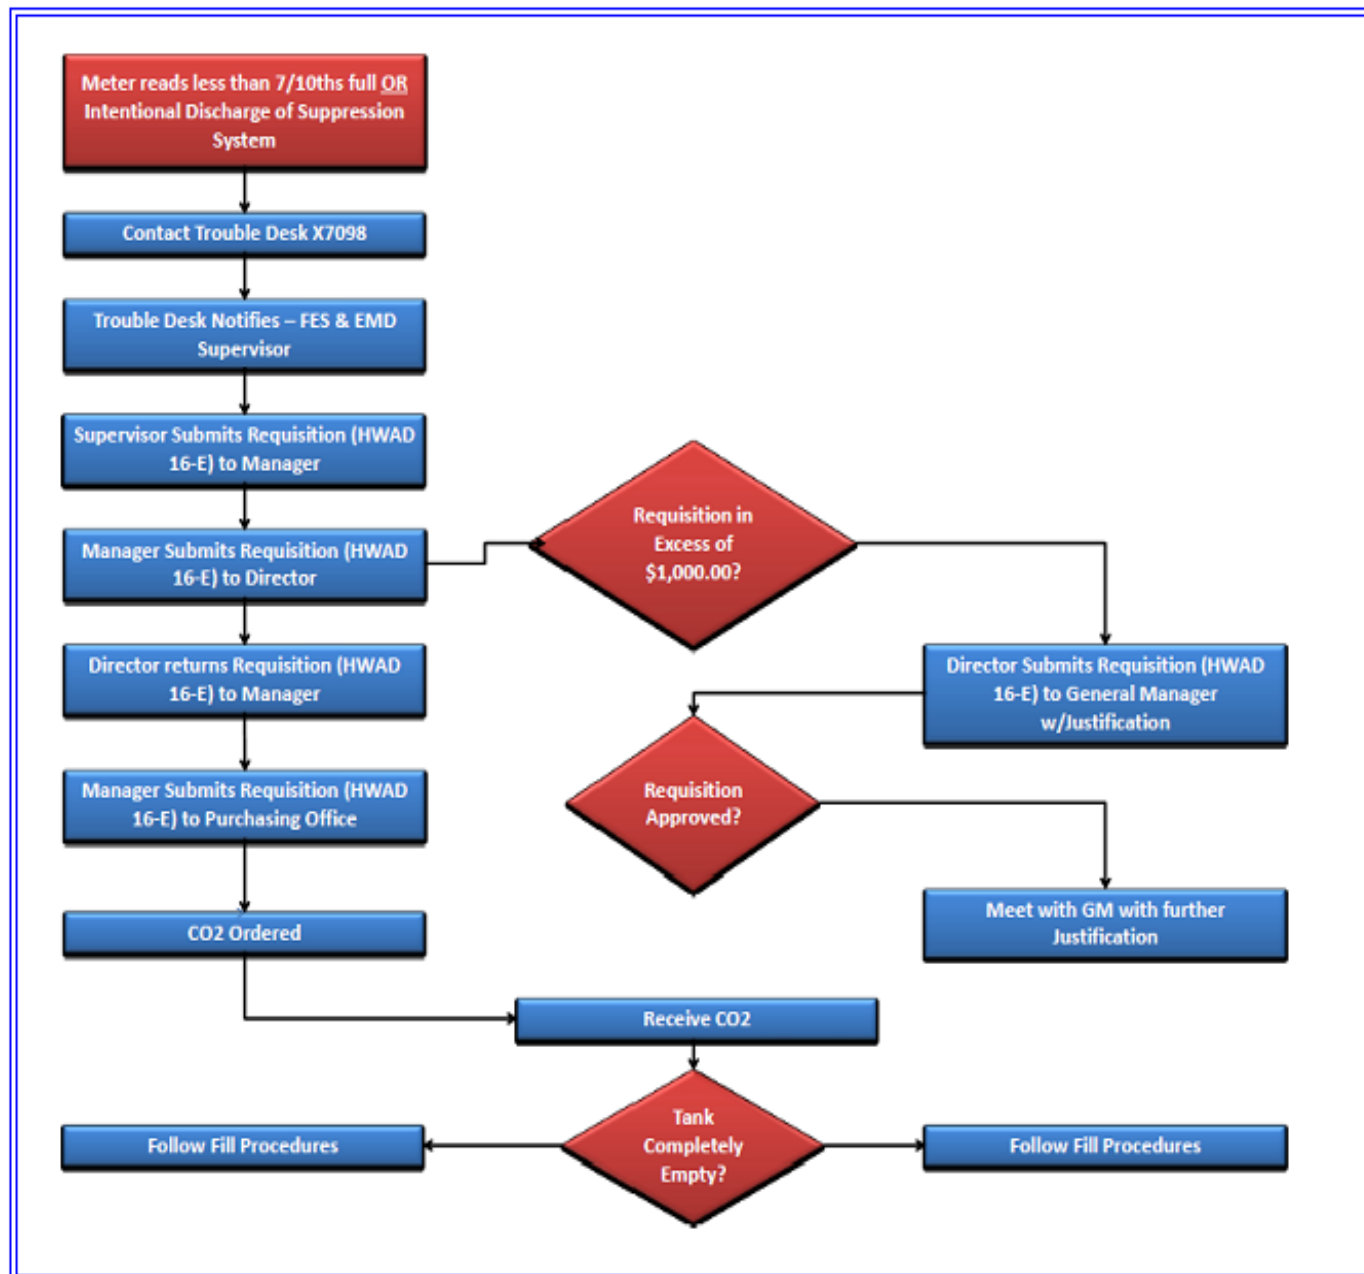 Meter reads less than 7/10ths full OR
Intentional Discharge of Suppression
System
Contact Trouble Desk X7098
Trouble Desk Notifies – FES & EMD
Supervisor
Supervisor Submits Requisition (HWAD
16-E) to Manager
Manager Submits Requisition (HWAD
16-E) to Director
Requisition in
Excess of
$1,000.00?
Director returns Requisition (HWAD
16-E) to Manager
Director Submits Requisition (HWAD
16-E) to General Manager
w/Justification
Manager Submits Requisition (HWAD
16-E) to Purchasing Office
Requisition
Approved?
CO2 Ordered
Meet with GM with further
Justification
Receive CO2
Tank
Completely
Empty?
Follow Fill Procedures
Follow Fill Procedures